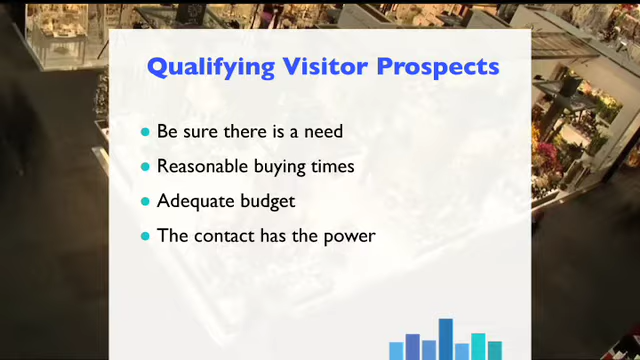 Qualifying Visitor Prospects
Be sure there is a need
Reasonable buying times
Adequate budget
The contact has the power